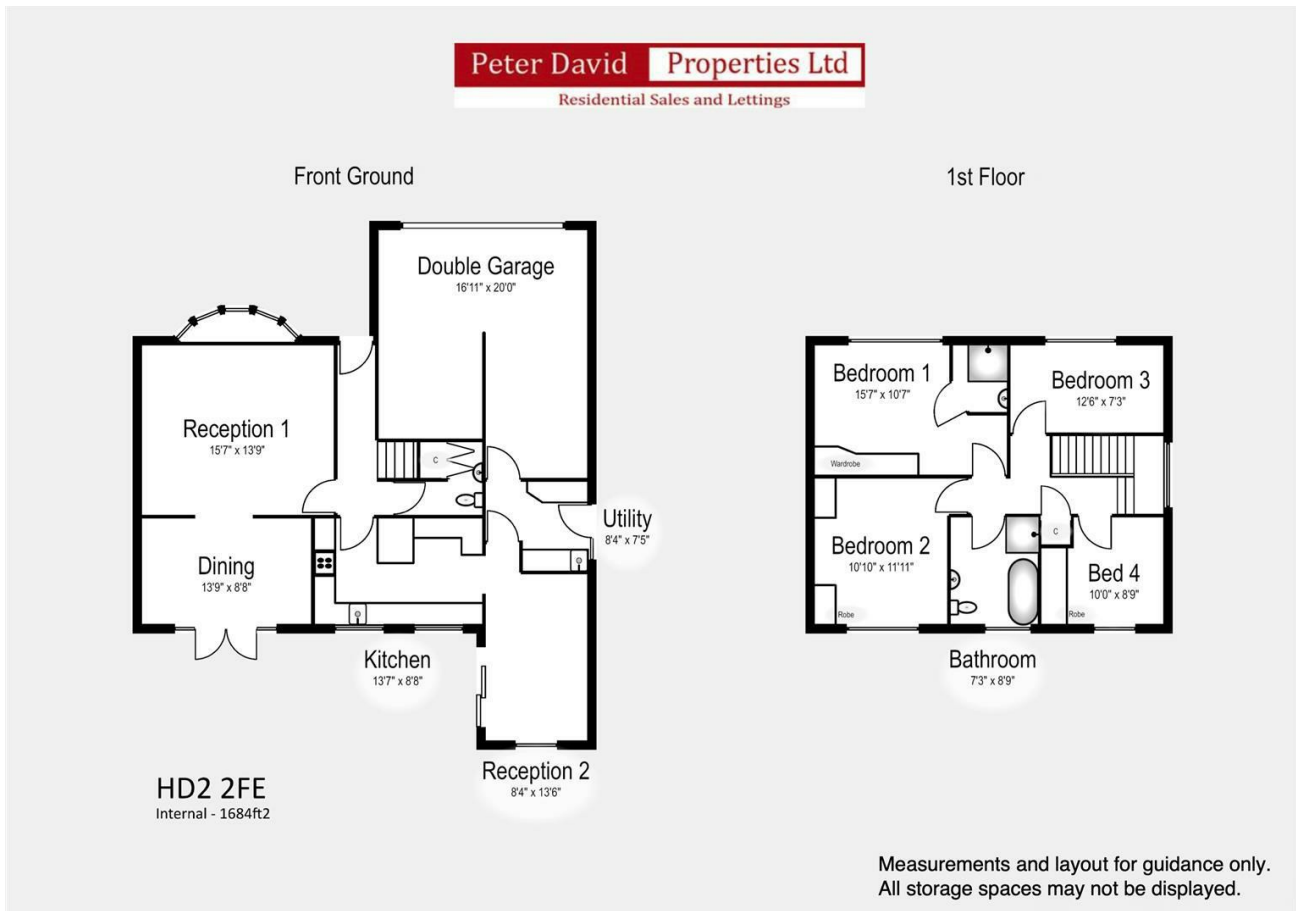 Peter David Properties Ltd
Residential Sales and Lettings
Front Ground
Double Garage
16'11" x 20'0"
Reception 1
15'7" x 13'9"
C
Utility
8'4" x 7'5"
Dining
13'9" x 8'8"
Kitchen
13'7" x 8'8"
Reception 2
8'4" x 13'6"
HD2 2FE
Internal - 1684ft2
1st Floor
Bedroom 1
15'7" x 10'7"
Wardrobe
Bedroom 3
12'6" x 7'3"
Bedroom 2
10'10" x 11'11"
Robe
C
Bed 4
10'0" x 8'9"
Robe
Bathroom
7'3" x 8'9"
Measurements and layout for guidance only.
All storage spaces may not be displayed.